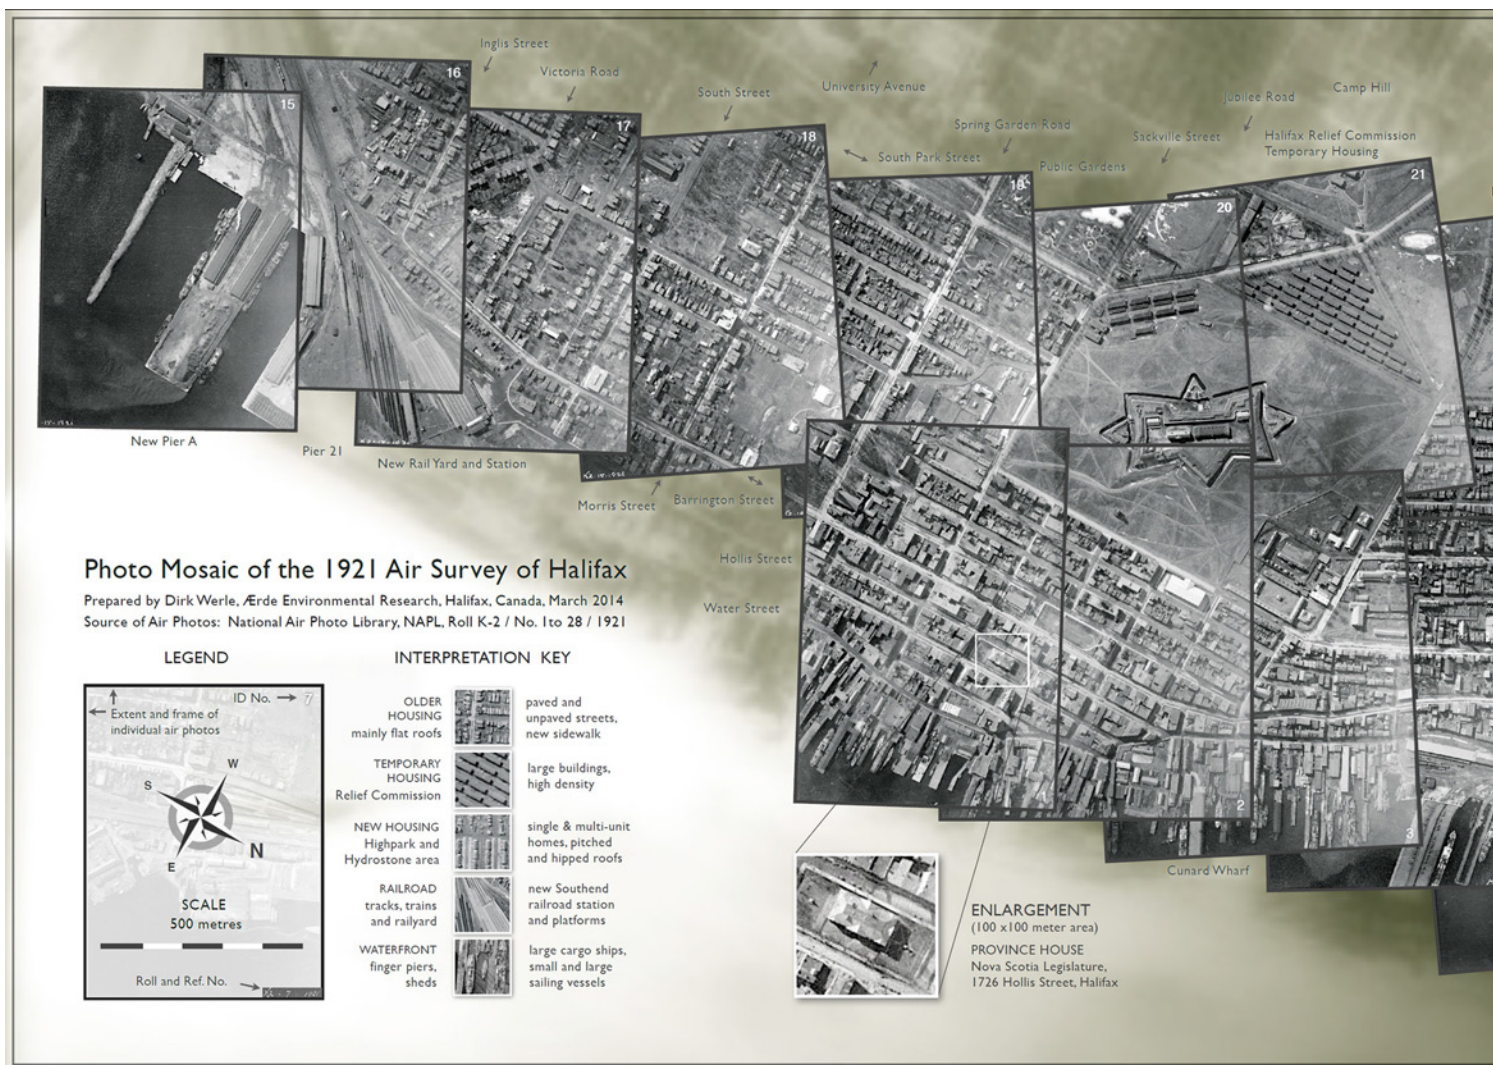 Inglis Street
Victoria Road
South Street
University Avenue
Camp Hill
Jubilee Road
Spring Garden Road
Sackville Street
Halifax Relief Commission
Temporary Housing
South Park Street
Public Gardens
15
16
17
18
19
20
21
New Pier A
Pier 21
New Rail Yard and Station
Morris Street
Barrington Street
Hollis Street
Water Street
1
2
3
Cunard Wharf
Photo Mosaic of the 1921 Air Survey of Halifax
Prepared by Dirk Werle, Ærde Environmental Research, Halifax, Canada, March 2014
Source of Air Photos: National Air Photo Library, NAPL, Roll K-2 / No. 1to 28 / 1921
LEGEND
ID No.
7
Extent and frame of
individual air photos
W
S
N
E
SCALE
500 metres
Roll and Ref. No.
INTERPRETATION KEY
OLDER
HOUSING
mainly flat roofs
paved and
unpaved streets,
new sidewalk
TEMPORARY
HOUSING
Relief Commission
large buildings,
high density
NEW HOUSING
Highpark and
Hydrostone area
single & multi-unit
homes, pitched
and hipped roofs
RAILROAD
tracks, trains
and railyard
new Southend
railroad station
and platforms
WATERFRONT
finger piers,
sheds
large cargo ships,
small and large
sailing vessels
ENLARGEMENT
(100 x100 meter area)
PROVINCE HOUSE
Nova Scotia Legislature,
1726 Hollis Street, Halifax